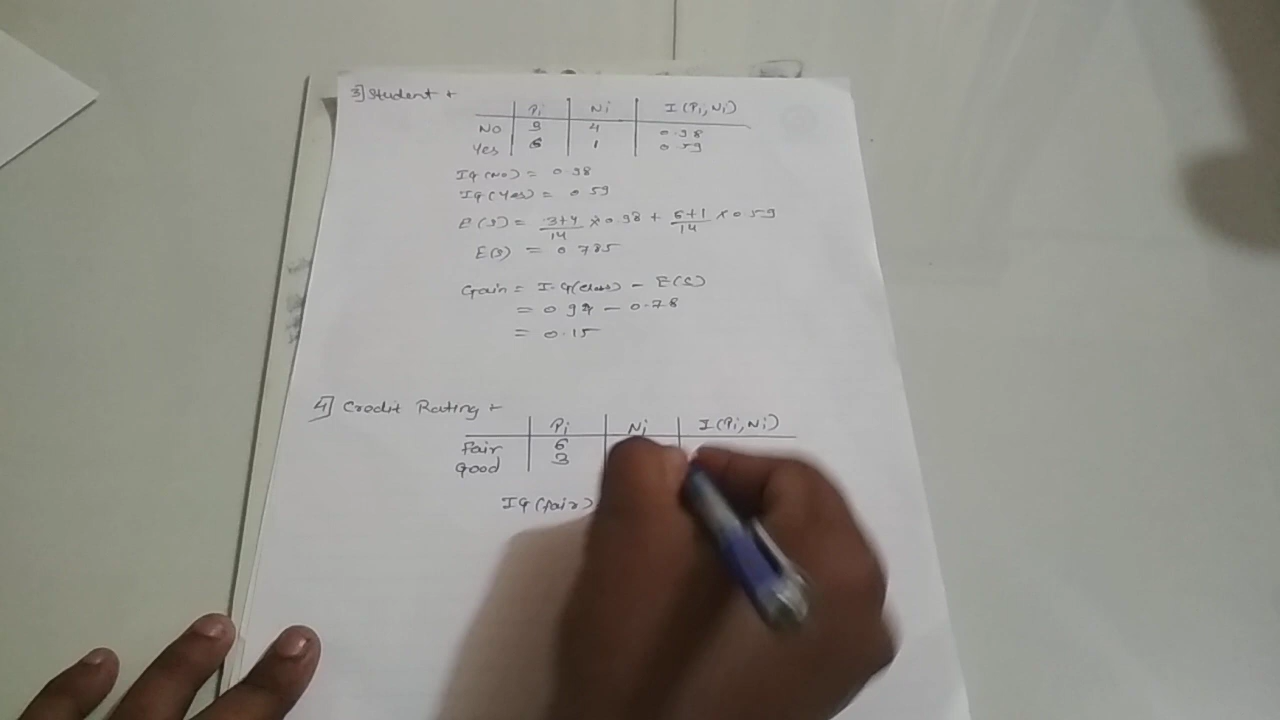 3] Student +
Pi Ni I (Pi, Ni)
No 3 4 0.98
Yes 6 1 0.59
IG (No) = 0.98
IG (Yes) = 0.59
E (S) = 3+4/14 x 0.98 + 6+1/14 x 0.59
E(S) = 0.785
Gain = I.G(class) - E(S)
= 0.94 - 0.78
= 0.15
4] Credit Rating +
Pi Ni I (Pi, Ni)
Fair 6
Good 3
IG (fair)